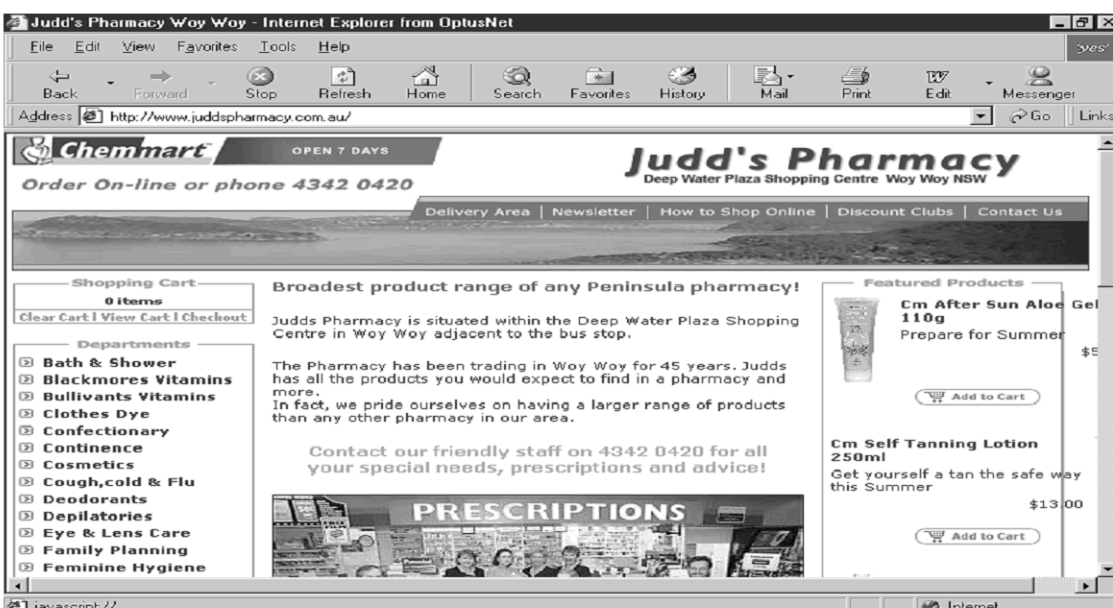 Judd's Pharmacy Woy Woy - Internet Explorer from OptusNet
File Edit View Favorites Tools Help
yes'
Back Forward Stop Refresh Home Search Favorites History Mail Print Edit Messenger
Address http://www.juddspharmacy.com.au/ Go Links
Chemmart OPEN 7 DAYS
Judd's Pharmacy
Deep Water Plaza Shopping Centre Woy Woy NSW
Order On-line or phone 4342 0420
Delivery Area | Newsletter | How to Shop Online | Discount Clubs | Contact Us
Shopping Cart
0 items
Clear Cart | View Cart | Checkout
Departments
Bath & Shower
Blackmores Vitamins
Bullivants Vitamins
Clothes Dye
Confectionary
Continence
Cosmetics
Cough,cold & Flu
Deodorants
Depilatories
Eye & Lens Care
Family Planning
Feminine Hygiene
Broadest product range of any Peninsula pharmacy!
Judds Pharmacy is situated within the Deep Water Plaza Shopping
Centre in Woy Woy adjacent to the bus stop.
The Pharmacy has been trading in Woy Woy for 45 years. Judds
has all the products you would expect to find in a pharmacy and
more.
In fact, we pride ourselves on having a larger range of products
than any other pharmacy in our area.
Contact our friendly staff on 4342 0420 for all
your special needs, prescriptions and advice!
PRESCRIPTIONS
Featured Products
Cm After Sun Aloe Gel
110g
Prepare for Summer
$5
Add to Cart
Cm Self Tanning Lotion
250ml
Get yourself a tan the safe way
this Summer
$13.00
Add to Cart
javascript:// Internet